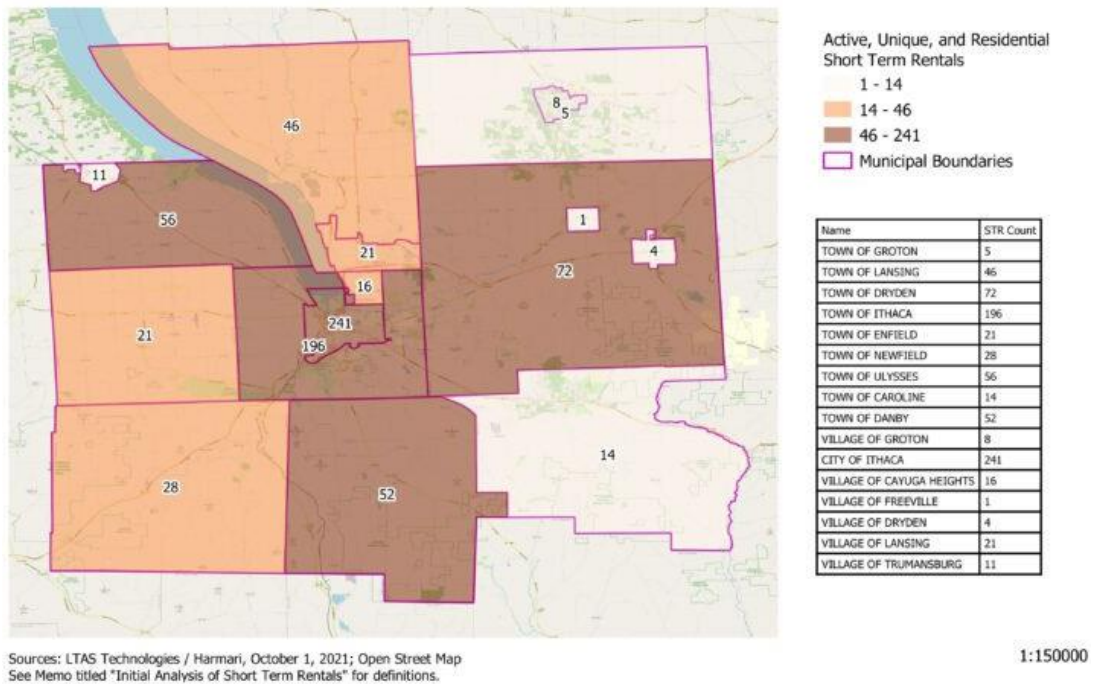 46
8
5
11
56
21
72
1
4
16
241
196
21
28
52
14
Active, Unique, and Residential
Short Term Rentals
1 - 14
14 - 46
46 - 241
Municipal Boundaries
Name STR Count
TOWN OF GROTON 5
TOWN OF LANSING 46
TOWN OF DRYDEN 72
TOWN OF ITHACA 196
TOWN OF ENFIELD 21
TOWN OF NEWFIELD 28
TOWN OF ULYSSES 56
TOWN OF CAROLINE 14
TOWN OF DANBY 52
VILLAGE OF GROTON 8
CITY OF ITHACA 241
VILLAGE OF CAYUGA HEIGHTS 16
VILLAGE OF FREEVILLE 1
VILLAGE OF DRYDEN 4
VILLAGE OF LANSING 21
VILLAGE OF TRUMANSBURG 11
Sources: LTAS Technologies / Harmari, October 1, 2021; Open Street Map
See Memo titled "Initial Analysis of Short Term Rentals" for definitions.
1:150000